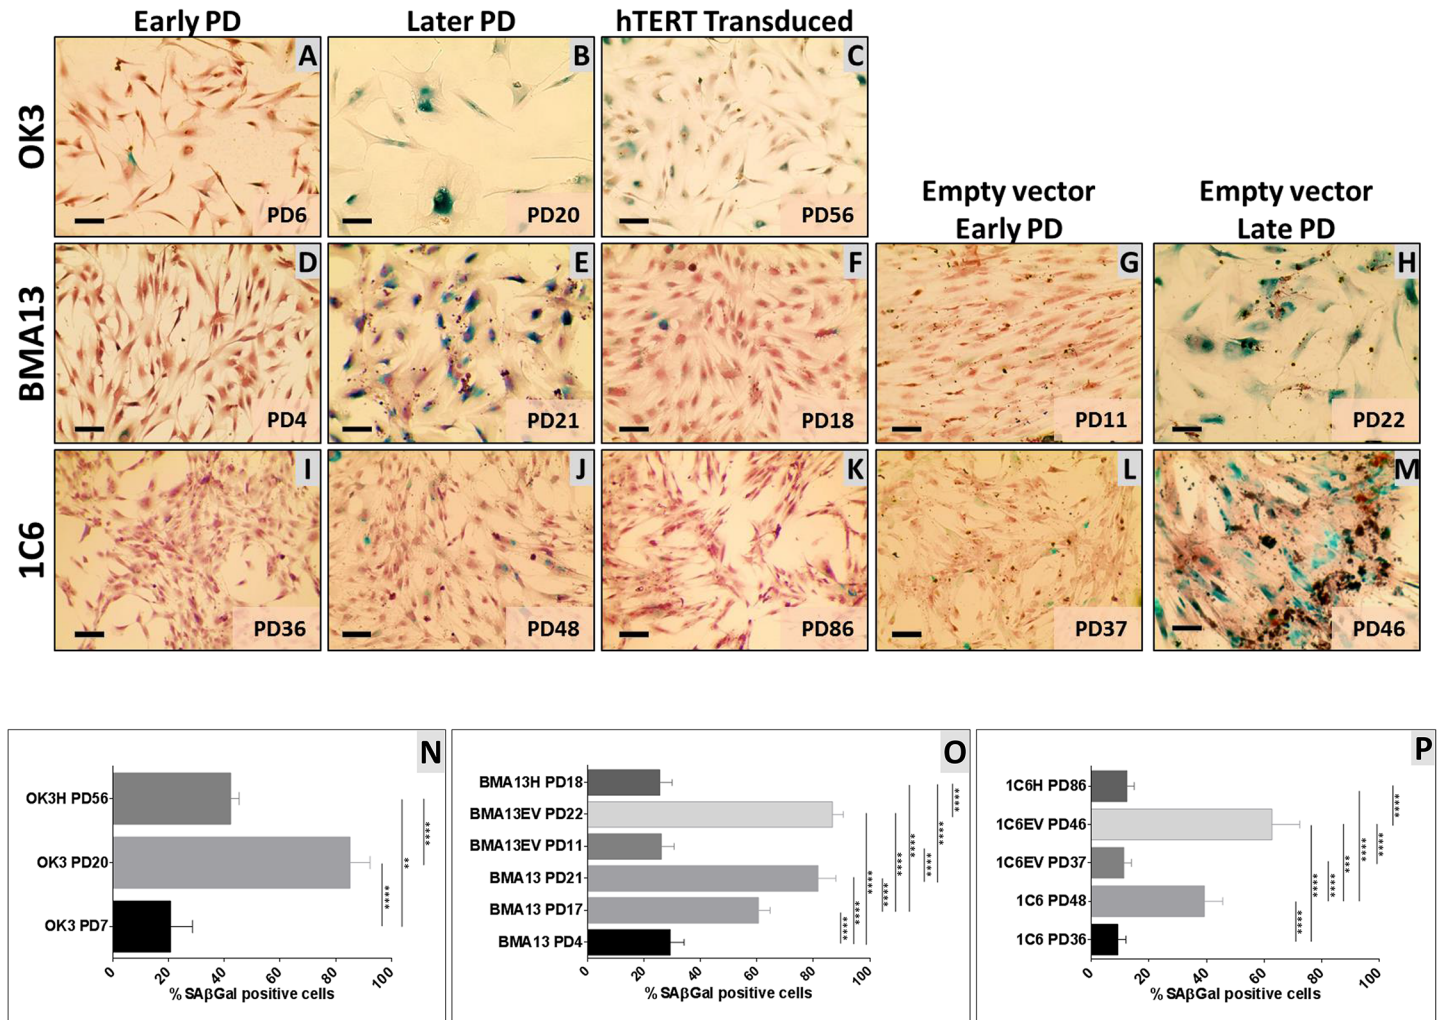 Early PD
Later PD
hTERT Transduced
OK3
A
PD6
B
PD20
C
PD56
Empty vector
Early PD
Empty vector
Late PD
BMA13
D
PD4
E
PD21
F
PD18
G
PD11
H
PD22
1C6
I
PD36
J
PD48
K
PD86
L
PD37
M
PD46
N
OK3H PD56
OK3 PD20
OK3 PD7
****
**
****
0 20 40 60 80 100
% SAβGal positive cells
O
BMA13H PD18
BMA13EV PD22
BMA13EV PD11
BMA13 PD21
BMA13 PD17
BMA13 PD4
****
****
****
****
****
****
****
****
****
0 20 40 60 80 100
% SAβGal positive cells
P
1C6H PD86
1C6EV PD46
1C6EV PD37
1C6 PD48
1C6 PD36
****
****
****
***
****
****
****
0 20 40 60 80 100
% SAβGal positive cells